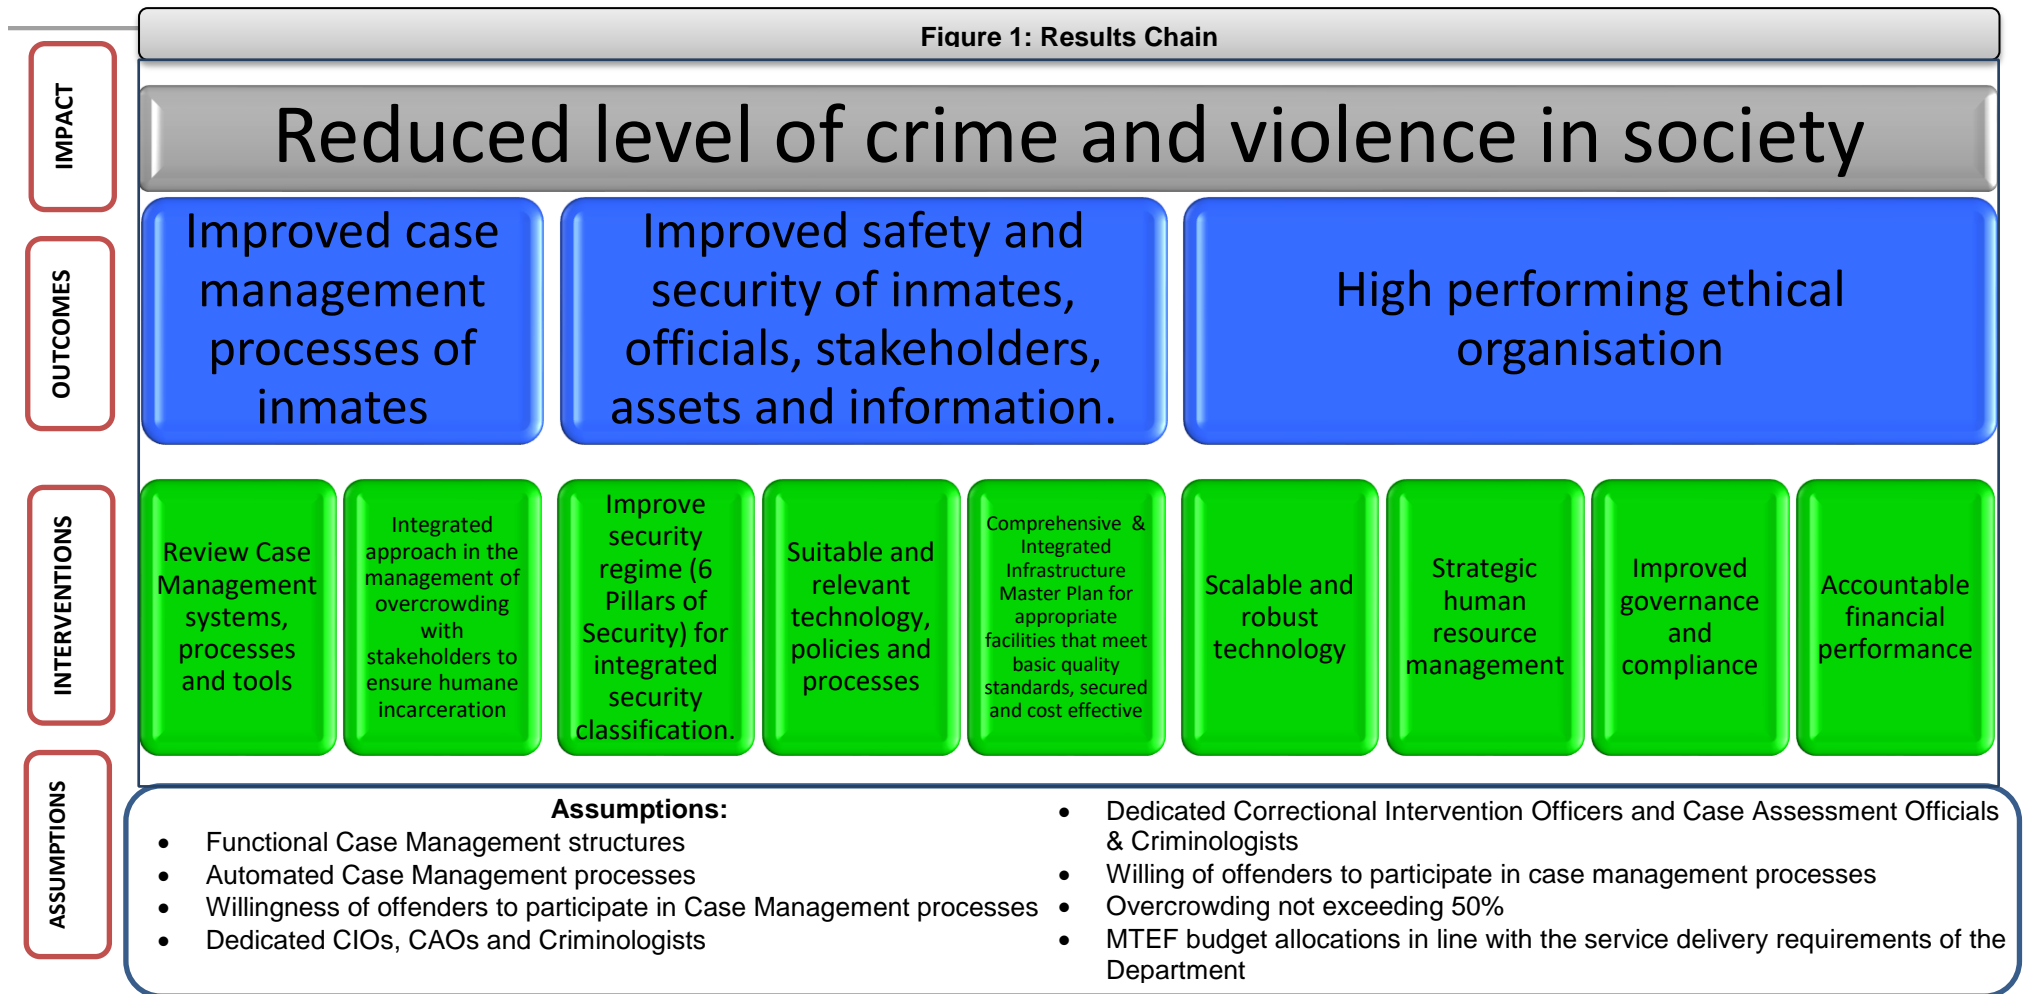 Figure 1: Results Chain
IMPACT
Reduced level of crime and violence in society
OUTCOMES
Improved case
management
processes of
inmates
Improved safety and
security of inmates,
officials, stakeholders,
assets and information.
High performing ethical
organisation
INTERVENTIONS
Review Case
Management
systems,
processes
and tools
Integrated
approach in the
management of
overcrowding
with
stakeholders to
ensure humane
incarceration
Improve
security
regime (6
Pillars of
Security) for
integrated
security
classification.
Suitable and
relevant
technology,
policies and
processes
Comprehensive &
Integrated
Infrastructure
Master Plan for
appropriate
facilities that meet
basic quality
standards, secured
and cost effective
Scalable and
robust
technology
Strategic
human
resource
management
Improved
governance
and
compliance
Accountable
financial
performance
ASSUMPTIONS
Assumptions:
• Functional Case Management structures
• Automated Case Management processes
• Willingness of offenders to participate in Case Management processes
• Dedicated CIOs, CAOs and Criminologists
• Dedicated Correctional Intervention Officers and Case Assessment Officials
& Criminologists
• Willing of offenders to participate in case management processes
• Overcrowding not exceeding 50%
• MTEF budget allocations in line with the service delivery requirements of the
Department